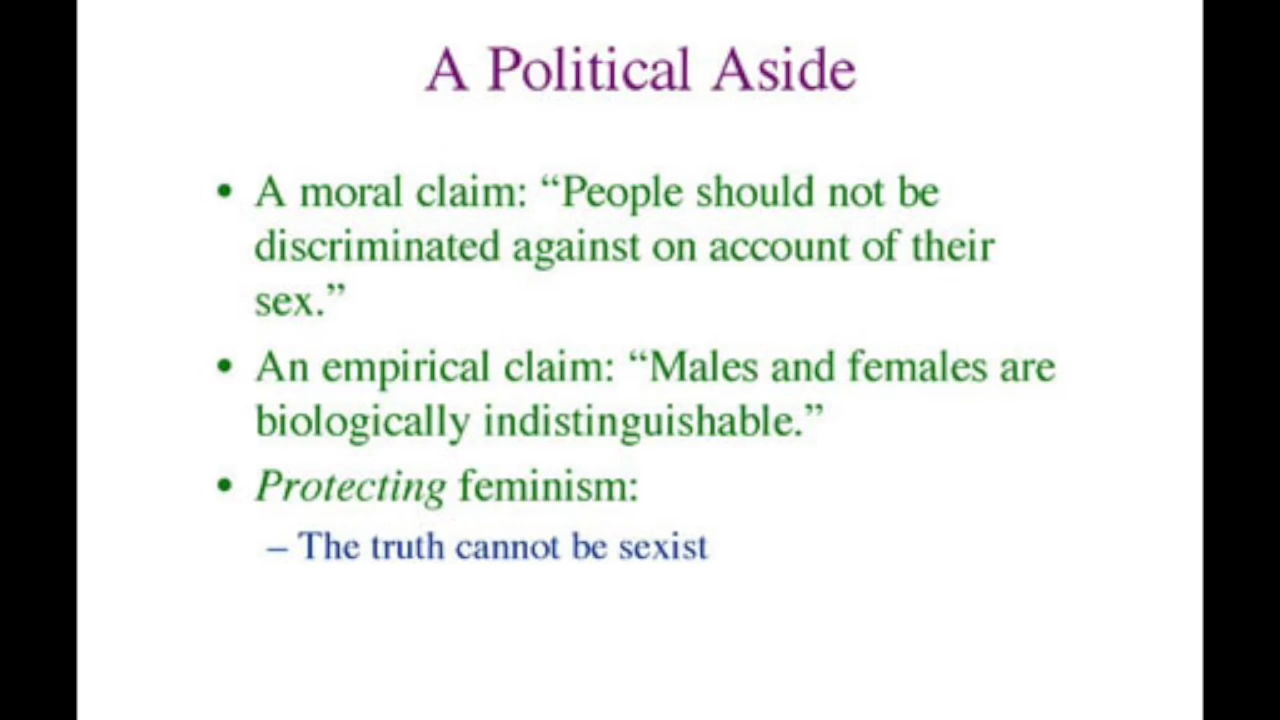 A Political Aside
• A moral claim: “People should not be
discriminated against on account of their
sex.”
• An empirical claim: “Males and females are
biologically indistinguishable.”
• Protecting feminism:
– The truth cannot be sexist